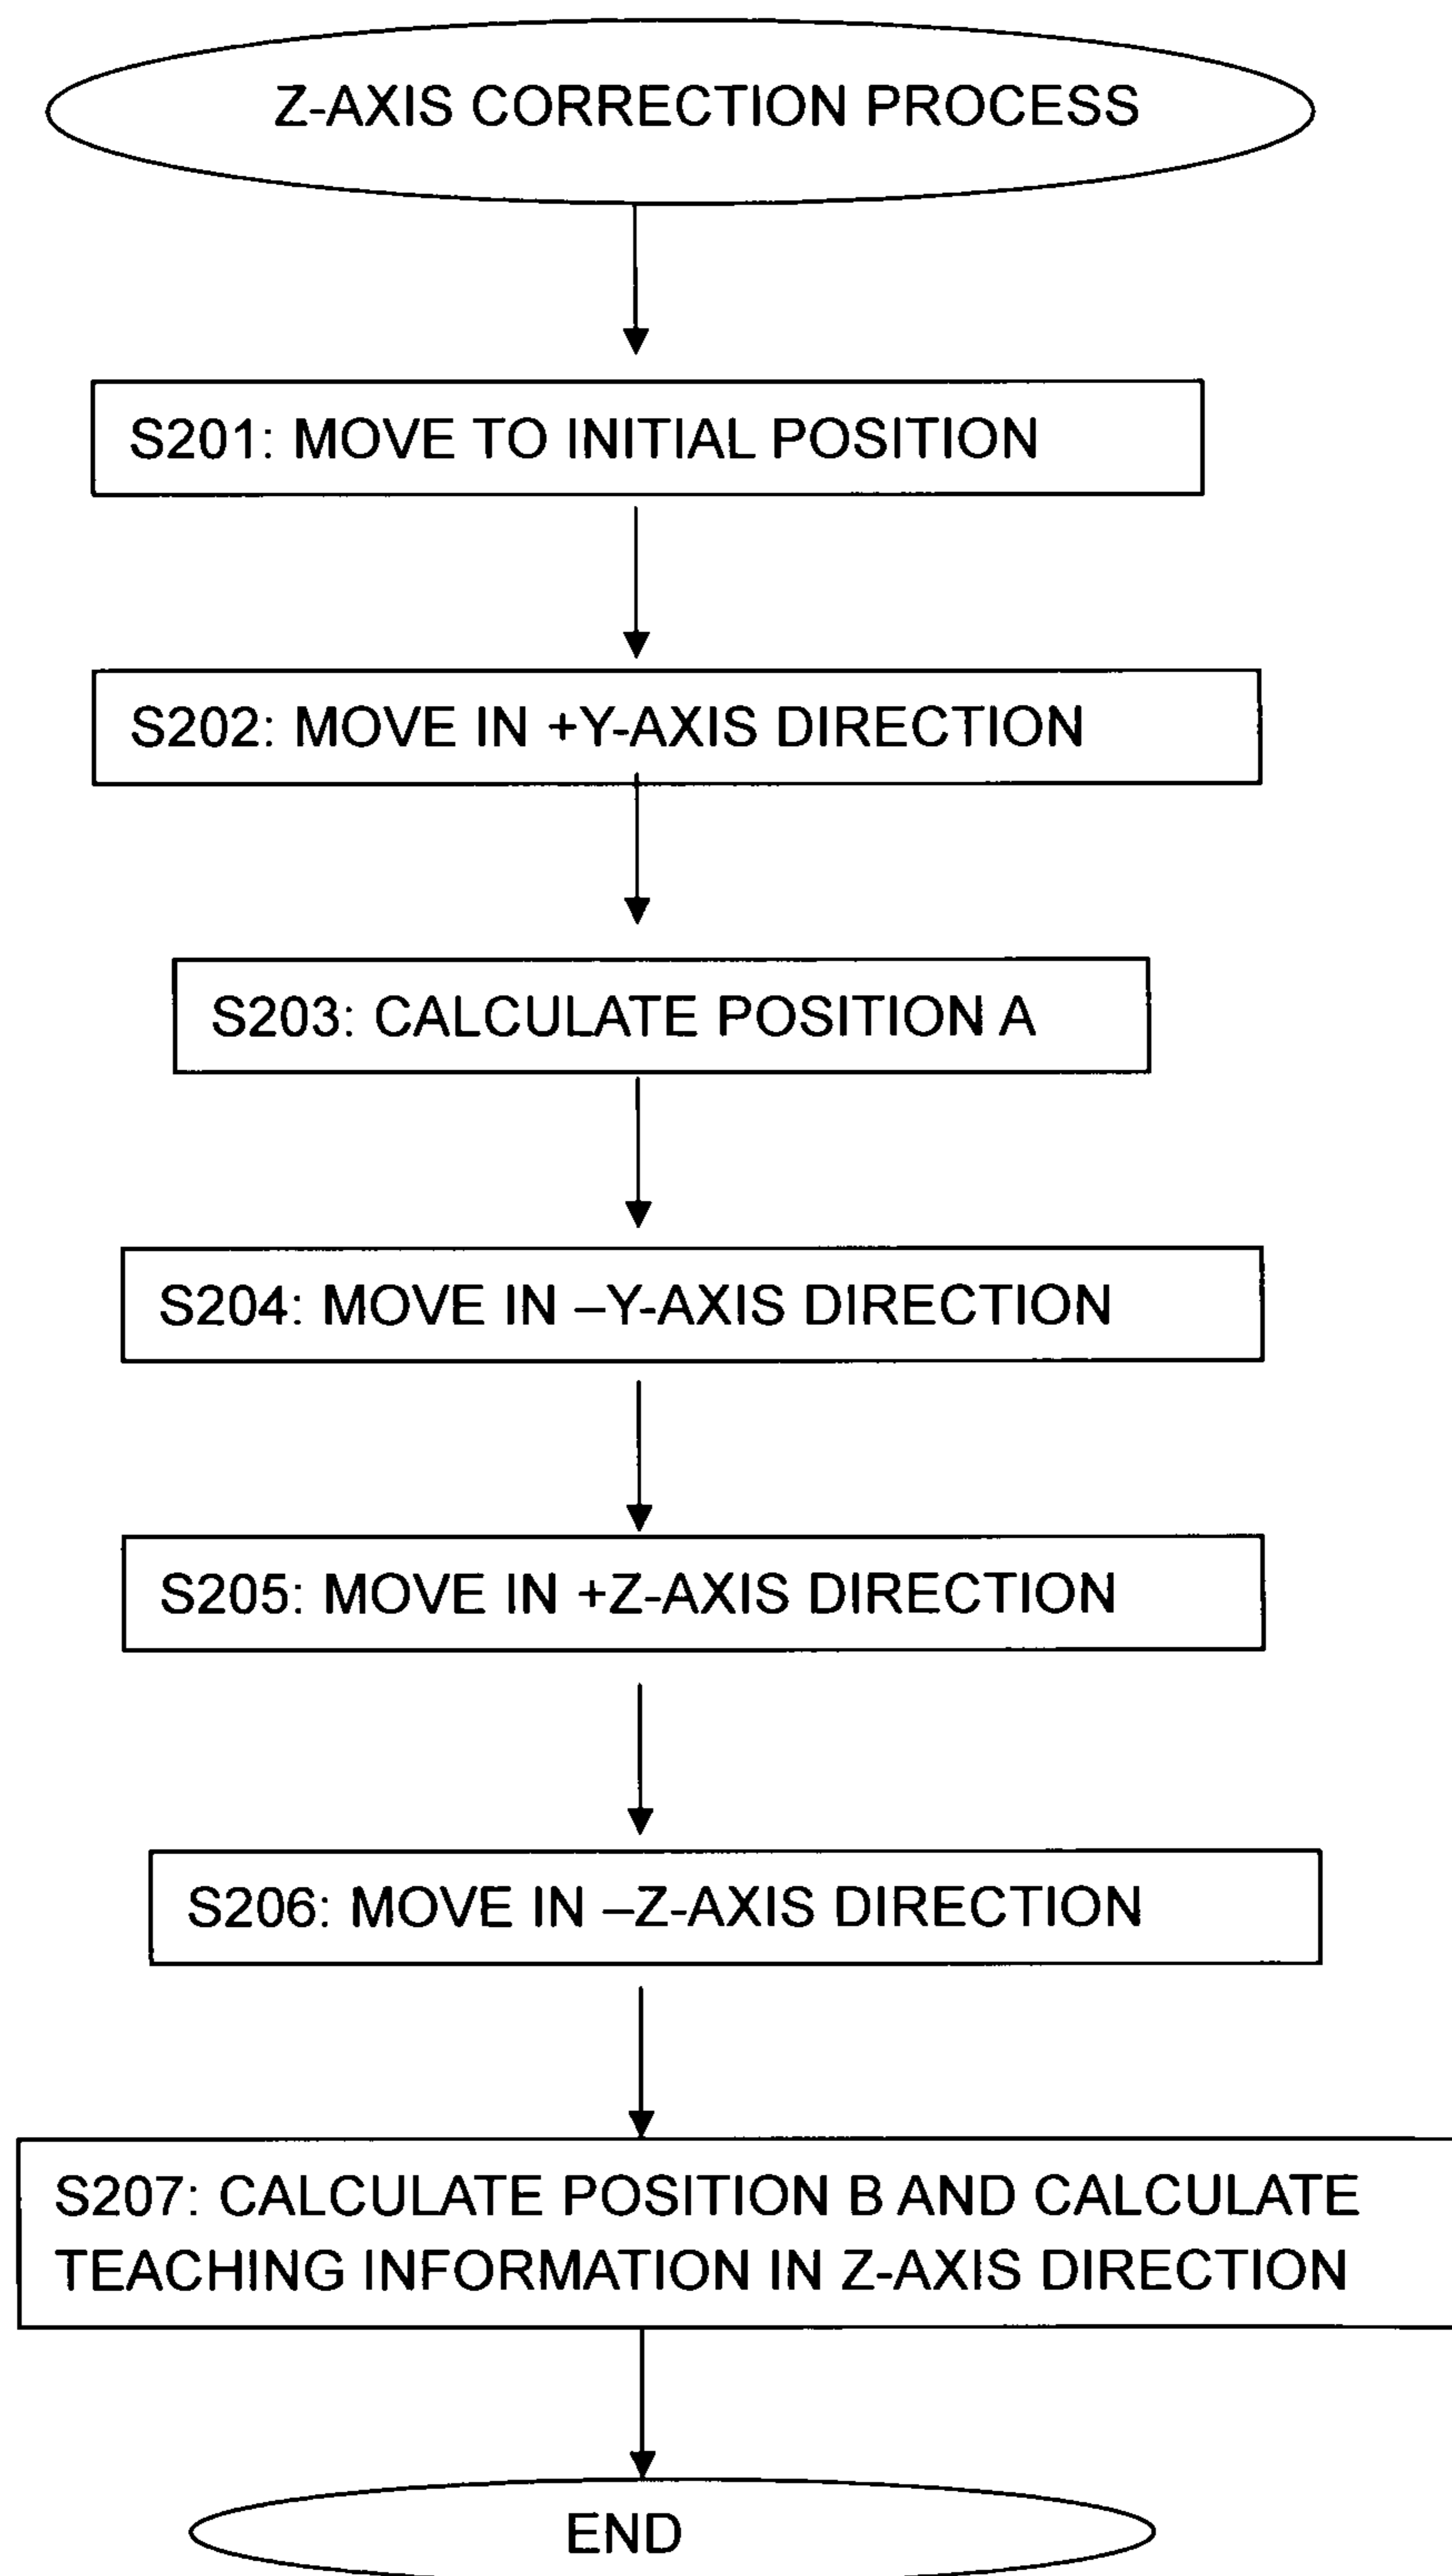 Z-AXIS CORRECTION PROCESS
S201: MOVE TO INITIAL POSITION
S202: MOVE IN +Y-AXIS DIRECTION
S203: CALCULATE POSITION A
S204: MOVE IN –Y-AXIS DIRECTION
S205: MOVE IN +Z-AXIS DIRECTION
S206: MOVE IN –Z-AXIS DIRECTION
S207: CALCULATE POSITION B AND CALCULATE
TEACHING INFORMATION IN Z-AXIS DIRECTION
END